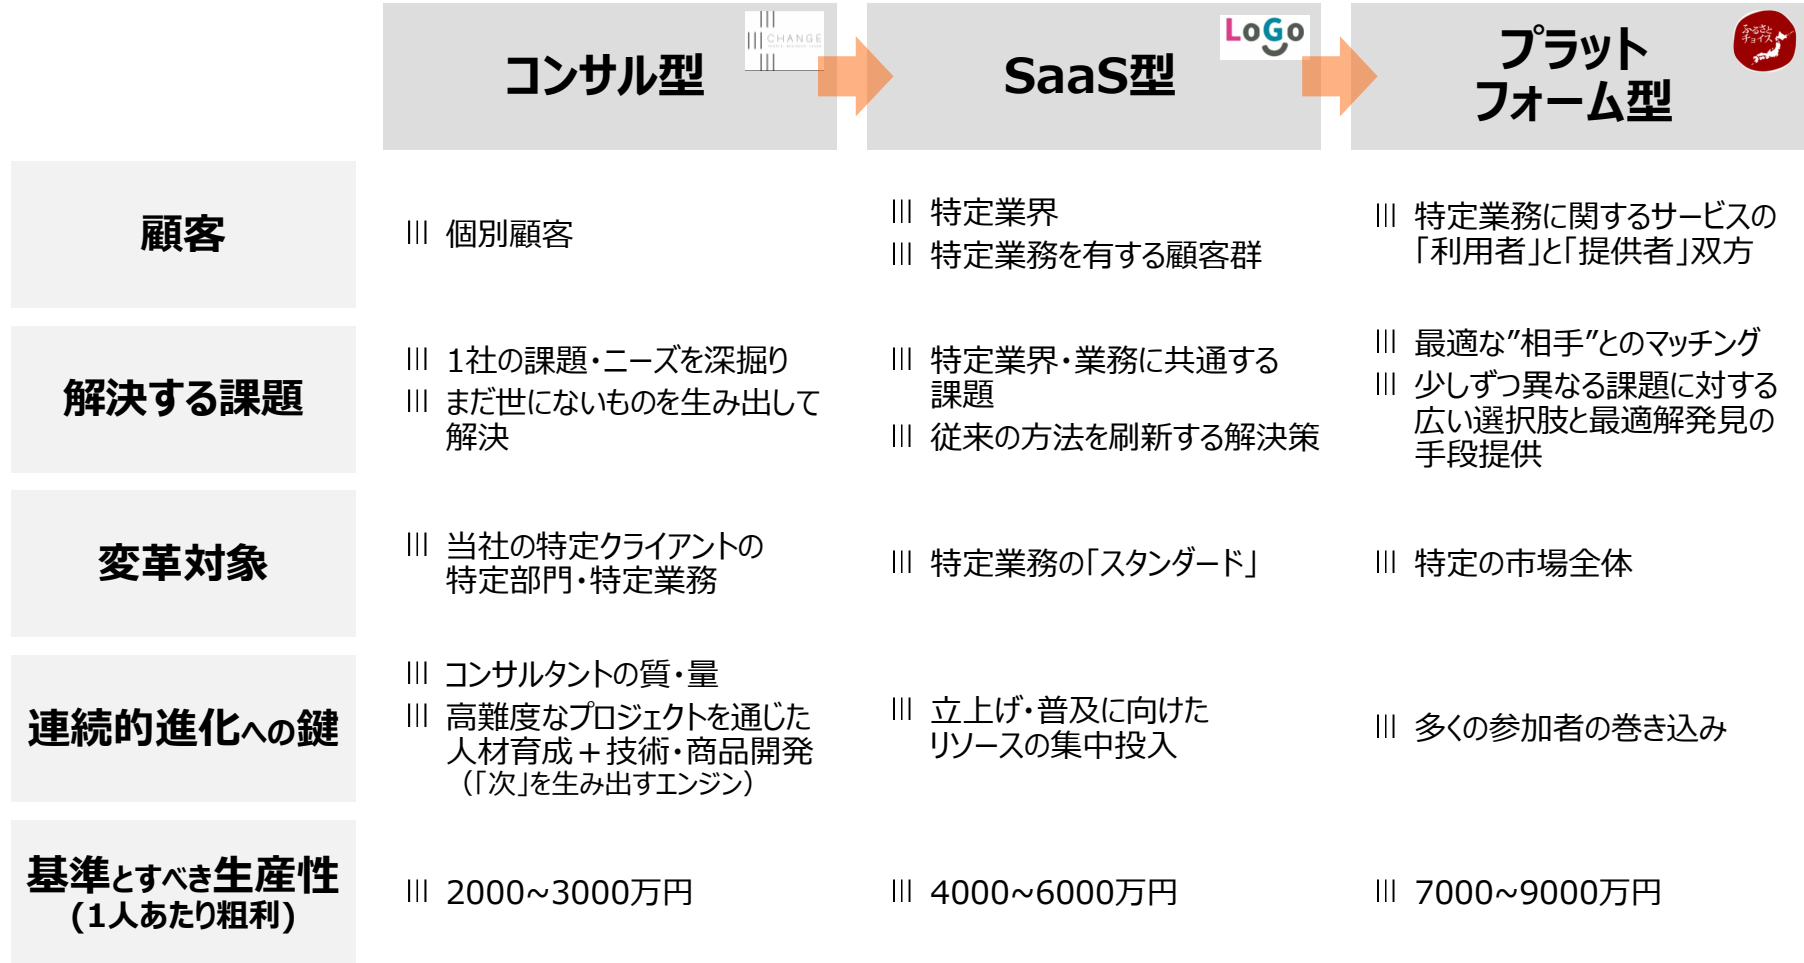 コンサル型
CHANGE
SaaS型
LoGo
プラット
フォーム型
ふるさと
チョイス
顧客
個別顧客
特定業界
特定業務を有する顧客群
特定業務に関するサービスの
「利用者」と「提供者」双方
解決する課題
1社の課題・ニーズを深掘り
まだ世にないものを生み出して
解決
特定業界・業務に共通する
課題
従来の方法を刷新する解決策
最適な”相手”とのマッチング
少しずつ異なる課題に対する
広い選択肢と最適解発見の
手段提供
変革対象
当社の特定クライアントの
特定部門・特定業務
特定業務の「スタンダード」
特定の市場全体
連続的進化への鍵
コンサルタントの質・量
高難度なプロジェクトを通じた
人材育成＋技術・商品開発
（「次」を生み出すエンジン）
立上げ・普及に向けた
リソースの集中投入
多くの参加者の巻き込み
基準とすべき生産性
(1人あたり粗利)
2000~3000万円
4000~6000万円
7000~9000万円